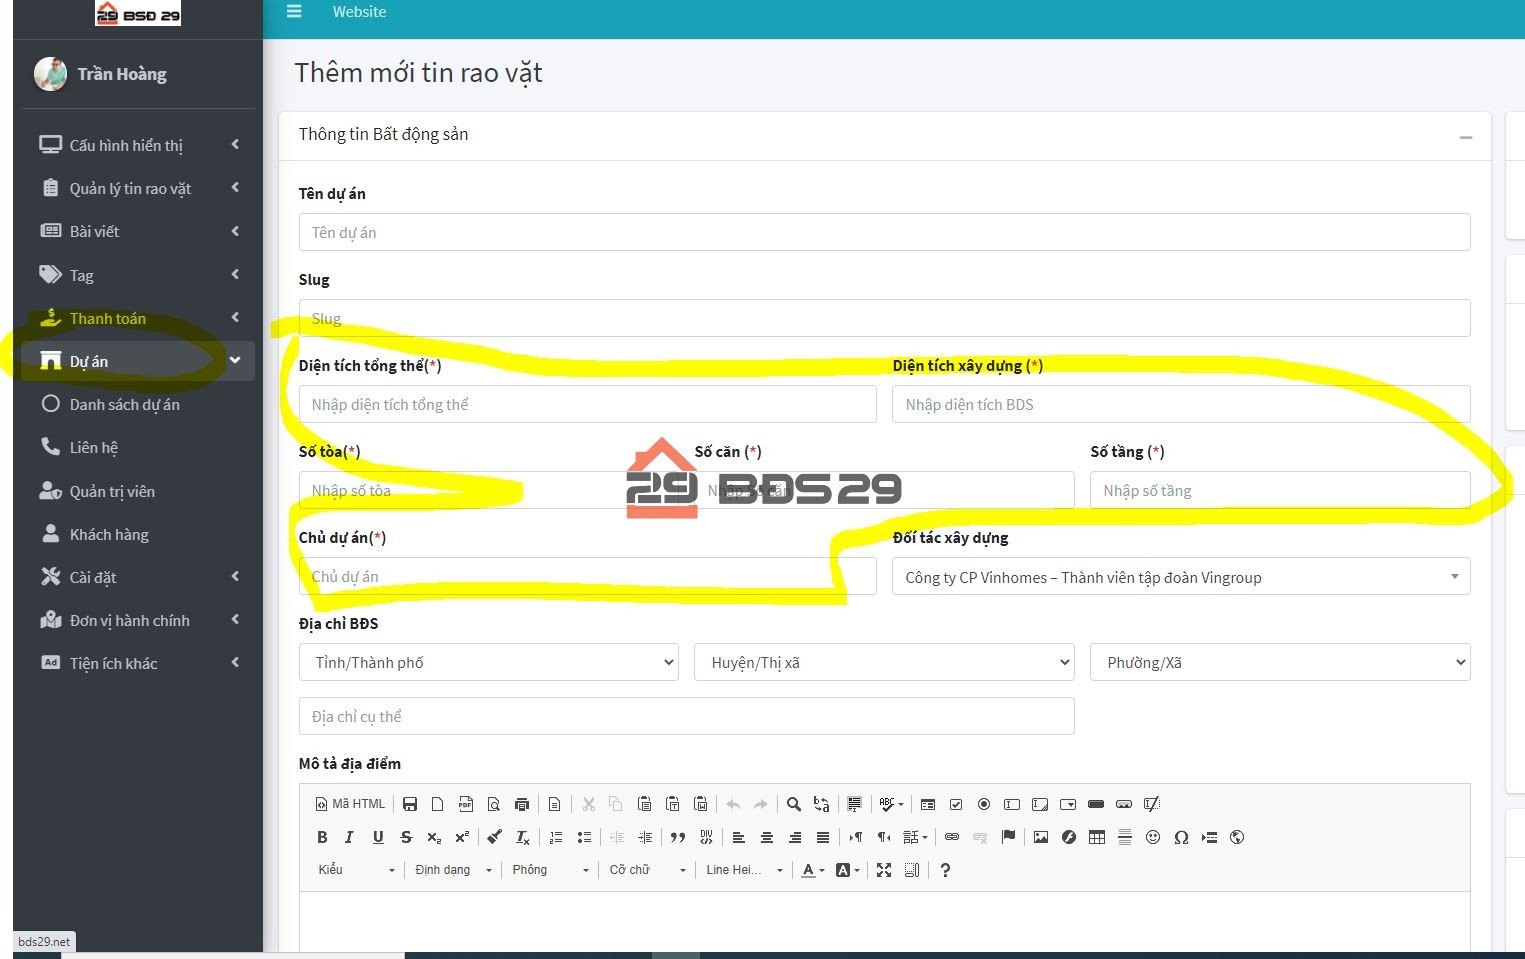 29 BSĐ 29
Website
Trần Hoàng
Thêm mới tin rao vặt
Thông tin Bất động sản
Cấu hình hiển thị
Quản lý tin rao vặt
Bài viết
Tag
Thanh toán
Dự án
Danh sách dự án
Liên hệ
Quản trị viên
Khách hàng
Cài đặt
Đơn vị hành chính
Tiện ích khác
Tên dự án
Tên dự án
Slug
Slug
Diện tích tổng thể(*) Diện tích xây dựng (*)
Nhập diện tích tổng thể Nhập diện tích BDS
Số tòa(*) Số căn (*) Số tầng (*)
Nhập số tòa Nhập Số căn Nhập số tầng
29 BĐS 29
Chủ dự án(*) Đối tác xây dựng
Chủ dự án Công ty CP Vinhomes – Thành viên tập đoàn Vingroup
Địa chỉ BĐS
Tỉnh/Thành phố Huyện/Thị xã Phường/Xã
Địa chỉ cụ thể
Mô tả địa điểm
Mã HTML
Kiểu Định dạng Phông Cỡ chữ Line Hei...
bds29.net